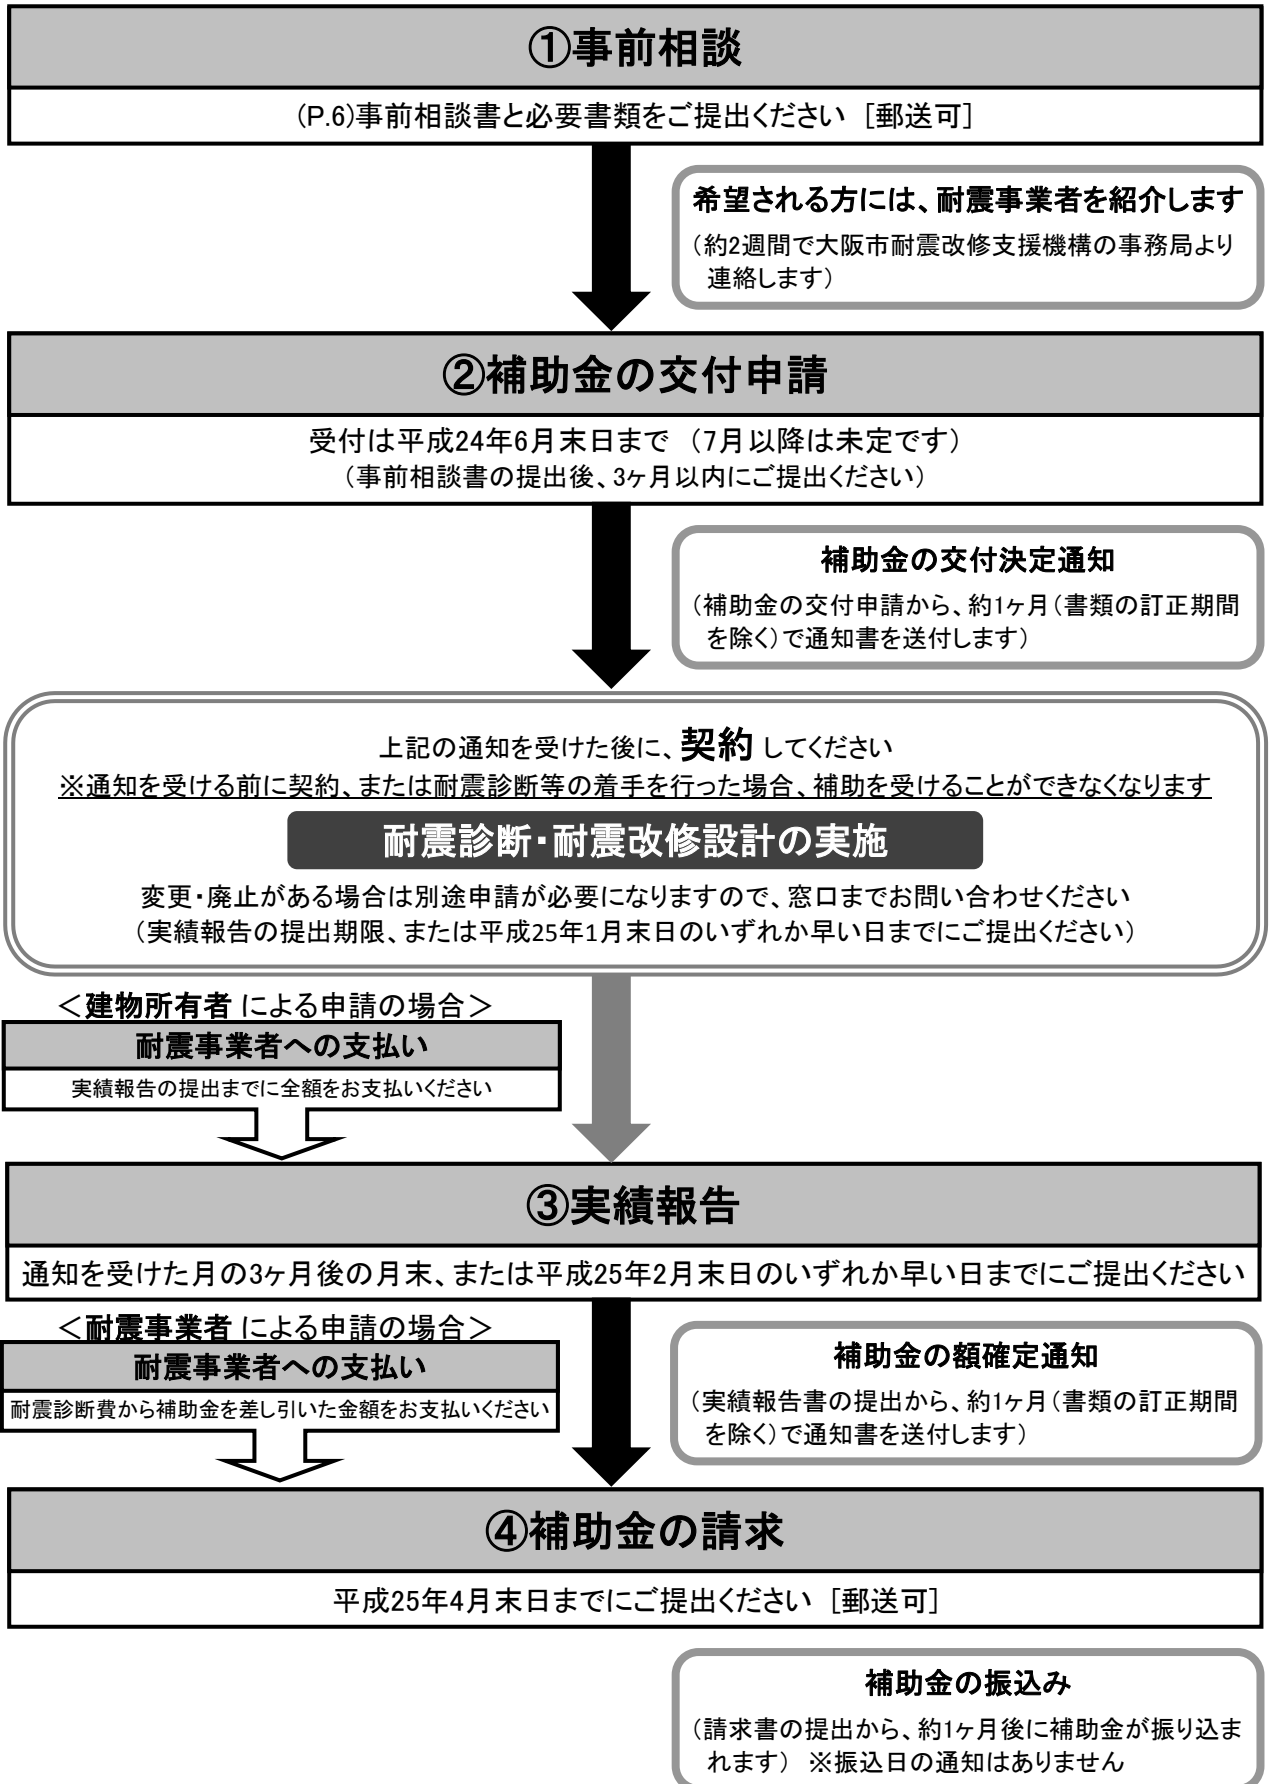 ①事前相談
(P.6)事前相談書と必要書類をご提出ください［郵送可］
希望される方には、耐震事業者を紹介します
（約2週間で大阪市耐震改修支援機構の事務局より
連絡します）
②補助金の交付申請
受付は平成24年6月末日まで （7月以降は未定です）
（事前相談書の提出後、3ヶ月以内にご提出ください）
補助金の交付決定通知
（補助金の交付申請から、約1ヶ月（書類の訂正期間
を除く）で通知書を送付します）
上記の通知を受けた後に、契約 してください
※通知を受ける前に契約、または耐震診断等の着手を行った場合、補助を受けることができなくなります
耐震診断・耐震改修設計の実施
変更・廃止がある場合は別途申請が必要になりますので、窓口までお問い合わせください
（実績報告の提出期限、または平成25年1月末日のいずれか早い日までにご提出ください）
＜建物所有者 による申請の場合＞
耐震事業者への支払い
実績報告の提出までに全額をお支払いください
③実績報告
通知を受けた月の3ヶ月後の月末、または平成25年2月末日のいずれか早い日までにご提出ください
＜耐震事業者 による申請の場合＞
耐震事業者への支払い
耐震診断費から補助金を差し引いた金額をお支払いください
補助金の額確定通知
（実績報告書の提出から、約1ヶ月（書類の訂正期間
を除く）で通知書を送付します）
④補助金の請求
平成25年4月末日までにご提出ください［郵送可］
補助金の振込み
（請求書の提出から、約1ヶ月後に補助金が振り込ま
れます） ※振込日の通知はありません